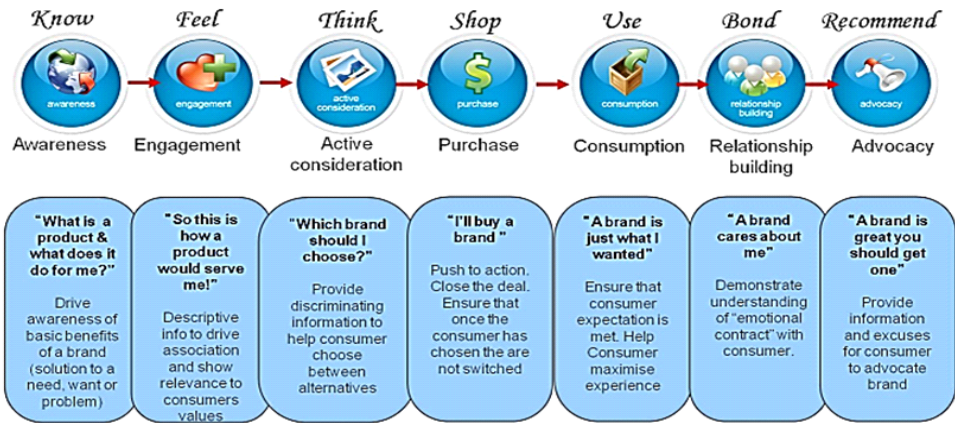 Know
Feel
Think
Shop
Use
Bond
Recommend
awareness
engagement
active
consideration
purchase
consumption
relationship
building
advocacy
Awareness
Engagement
Active
consideration
Purchase
Consumption
Relationship
building
Advocacy
"What is a
product &
what does it
do for me?"
Drive
awareness of
basic benefits
of a brand
(solution to a
need, want or
problem)
"So this is
how a
product
would serve
me!"
Descriptive
info to drive
association
and show
relevance to
consumers
values
"Which brand
should I
choose?"
Provide
discriminating
information to
help consumer
choose
between
alternatives
"I'll buy a
brand "
Push to action.
Close the deal.
Ensure that
once the
consumer has
chosen the are
not switched
"A brand is
just what I
wanted"
Ensure that
consumer
expectation is
met. Help
Consumer
maximise
experience
"A brand
cares about
me"
Demonstrate
understanding
of "emotional
contract" with
consumer.
"A brand is
great you
should get
one"
Provide
information
and excuses
for consumer
to advocate
brand